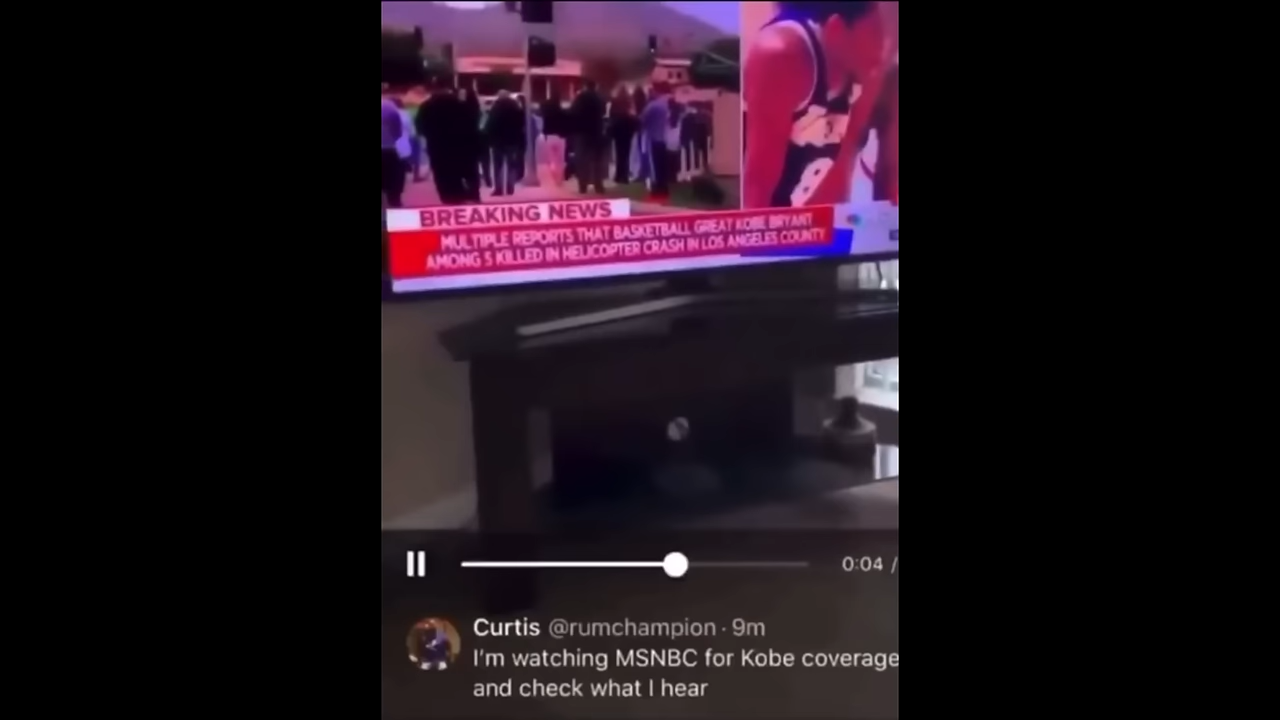 8
BREAKING NEWS
MULTIPLE REPORTS THAT BASKETBALL GREAT KOBE BRYANT
AMONG 5 KILLED IN HELICOPTER CRASH IN LOS ANGELES COUNTY
0:04 /
Curtis @rumchampion · 9m
I'm watching MSNBC for Kobe coverage
and check what I hear